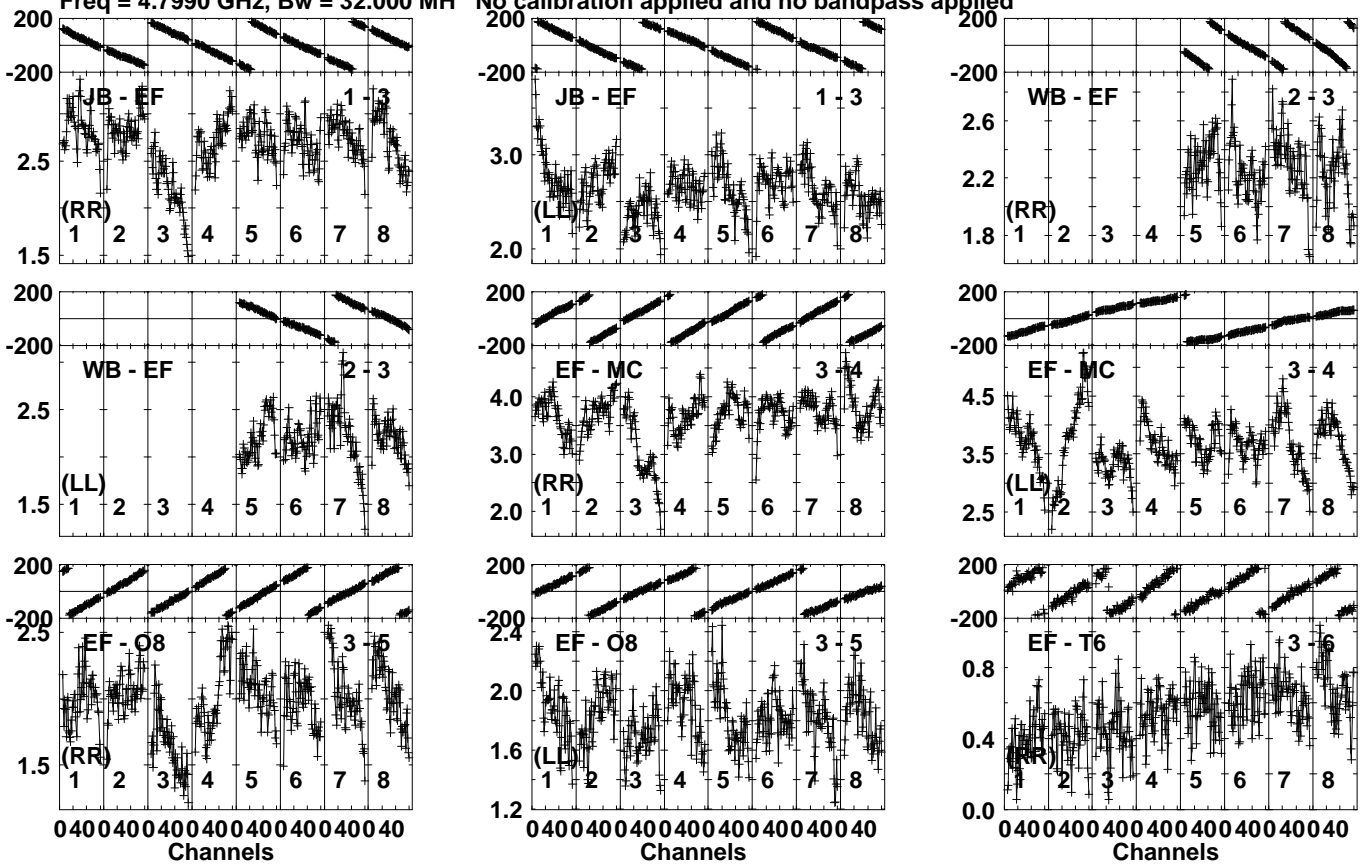 Freq = 4.7990 GHz, Bw = 32.000 MH No calibration applied and no bandpass applied
200
-200
JB - EF 1 - 3
2.5
(RR)
1 2 3 4 5 6 7 8
1.5
JB - EF 1 - 3
3.0
(LL)
1 2 3 4 5 6 7 8
2.0
200
-200
WB - EF 2 - 3
2.6
2.2
(RR)
1 2 3 4 5 6 7 8
1.8
200
-200
WB - EF 2 - 3
2.5
(LL)
1 2 3 4 5 6 7 8
1.5
200
-200
EF - MC 3 - 4
4.0
3.0
(RR)
1 2 3 4 5 6 7 8
2.0
200
-200
EF - MC 3 - 4
4.5
3.5
(LL)
1 2 3 4 5 6 7 8
2.5
200
-200
2.5
EF - O8 3 - 5
(RR)
1.5
1 2 3 4 5 6 7 8
0 40 0 40 0 40 0 40 0 40 0 40 0 40 0 40
Channels
200
-200
2.4
EF - O8 3 - 5
2.0
1.6
(LL)
1 2 3 4 5 6 7 8
1.2
0 40 0 40 0 40 0 40 0 40 0 40 0 40 0 40
Channels
200
-200
EF - T6 3 - 6
0.8
0.4
(RR)
1 2 3 4 5 6 7 8
0.0
0 40 0 40 0 40 0 40 0 40 0 40 0 40 0 40
Channels